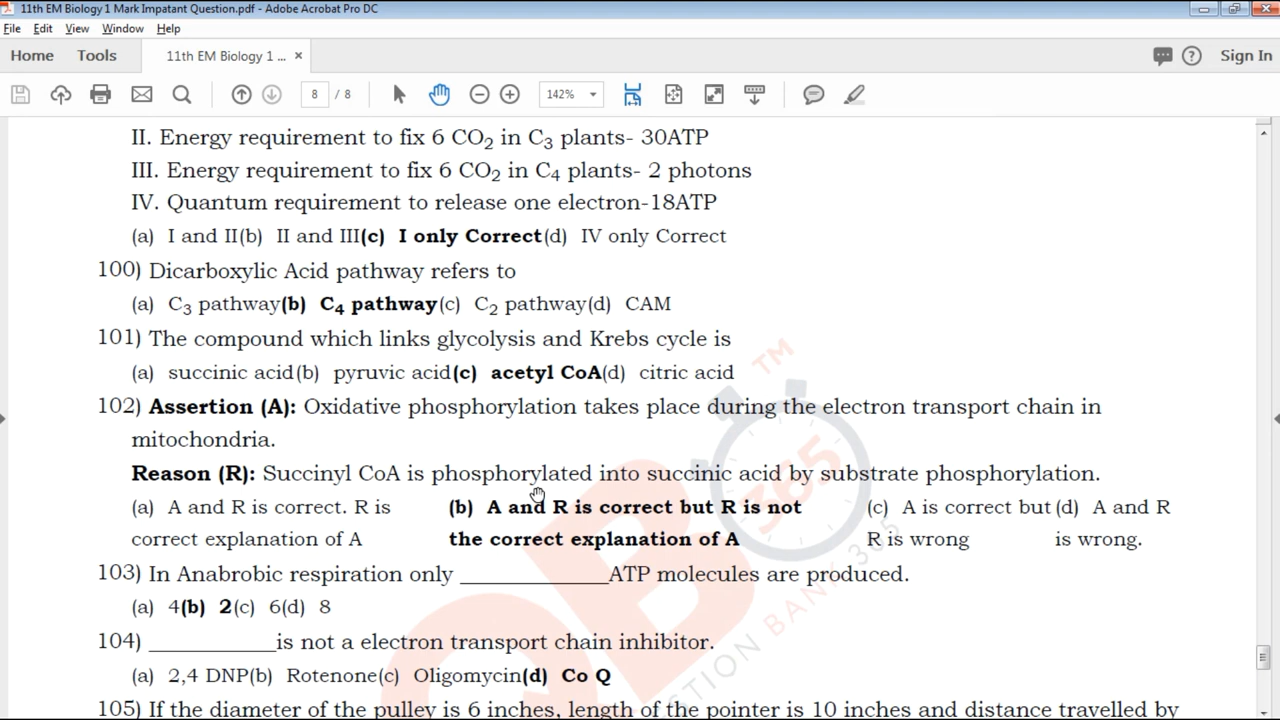 11th EM Biology 1 Mark Impatant Question.pdf - Adobe Acrobat Pro DC
File Edit View Window Help
Home Tools 11th EM Biology 1 ... × Sign In
8 / 8 142%
II. Energy requirement to fix 6 CO₂ in C₃ plants- 30ATP
III. Energy requirement to fix 6 CO₂ in C₄ plants- 2 photons
IV. Quantum requirement to release one electron-18ATP
(a) I and II(b) II and III(c) I only Correct(d) IV only Correct
100) Dicarboxylic Acid pathway refers to
(a) C₃ pathway(b) C₄ pathway(c) C₂ pathway(d) CAM
101) The compound which links glycolysis and Krebs cycle is
(a) succinic acid(b) pyruvic acid(c) acetyl CoA(d) citric acid
102) Assertion (A): Oxidative phosphorylation takes place during the electron transport chain in
mitochondria.
Reason (R): Succinyl CoA is phosphorylated into succinic acid by substrate phosphorylation.
(a) A and R is correct. R is (b) A and R is correct but R is not (c) A is correct but (d) A and R
correct explanation of A the correct explanation of A R is wrong is wrong.
103) In Anabrobic respiration only ______________ATP molecules are produced.
(a) 4(b) 2(c) 6(d) 8
104) ____________is not a electron transport chain inhibitor.
(a) 2,4 DNP(b) Rotenone(c) Oligomycin(d) Co Q
105) If the diameter of the pulley is 6 inches, length of the pointer is 10 inches and distance travelled by
TM
365
QB
QUESTION BANK 365